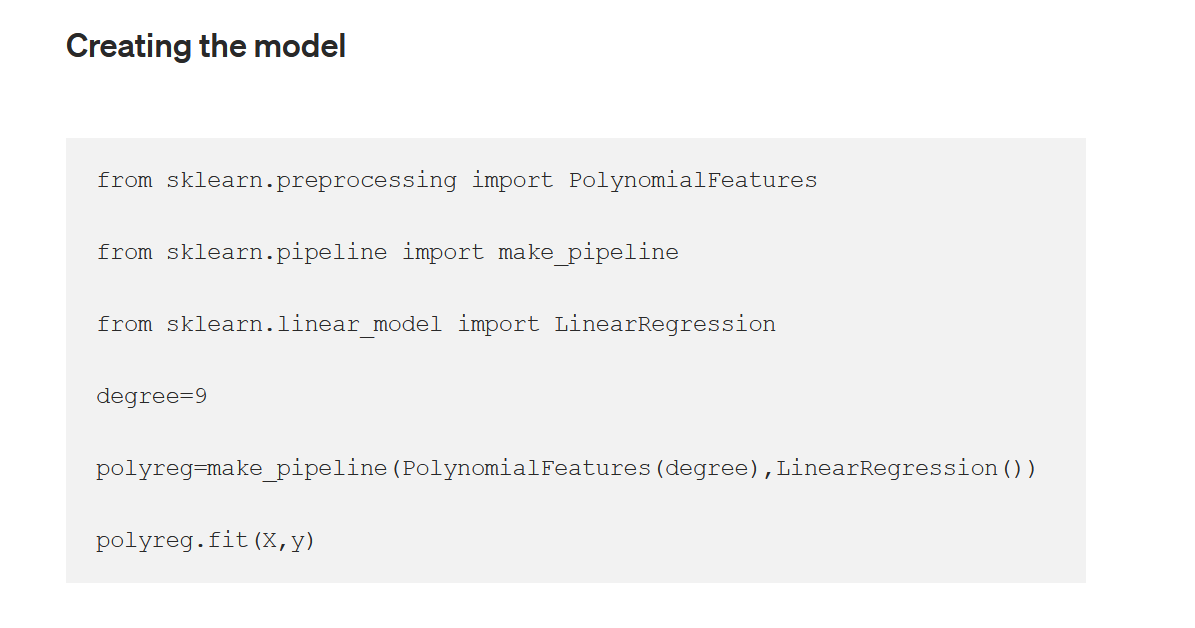 Creating the model
from sklearn.preprocessing import PolynomialFeatures
from sklearn.pipeline import make_pipeline
from sklearn.linear_model import LinearRegression
degree=9
polyreg=make_pipeline(PolynomialFeatures(degree),LinearRegression())
polyreg.fit(X,y)